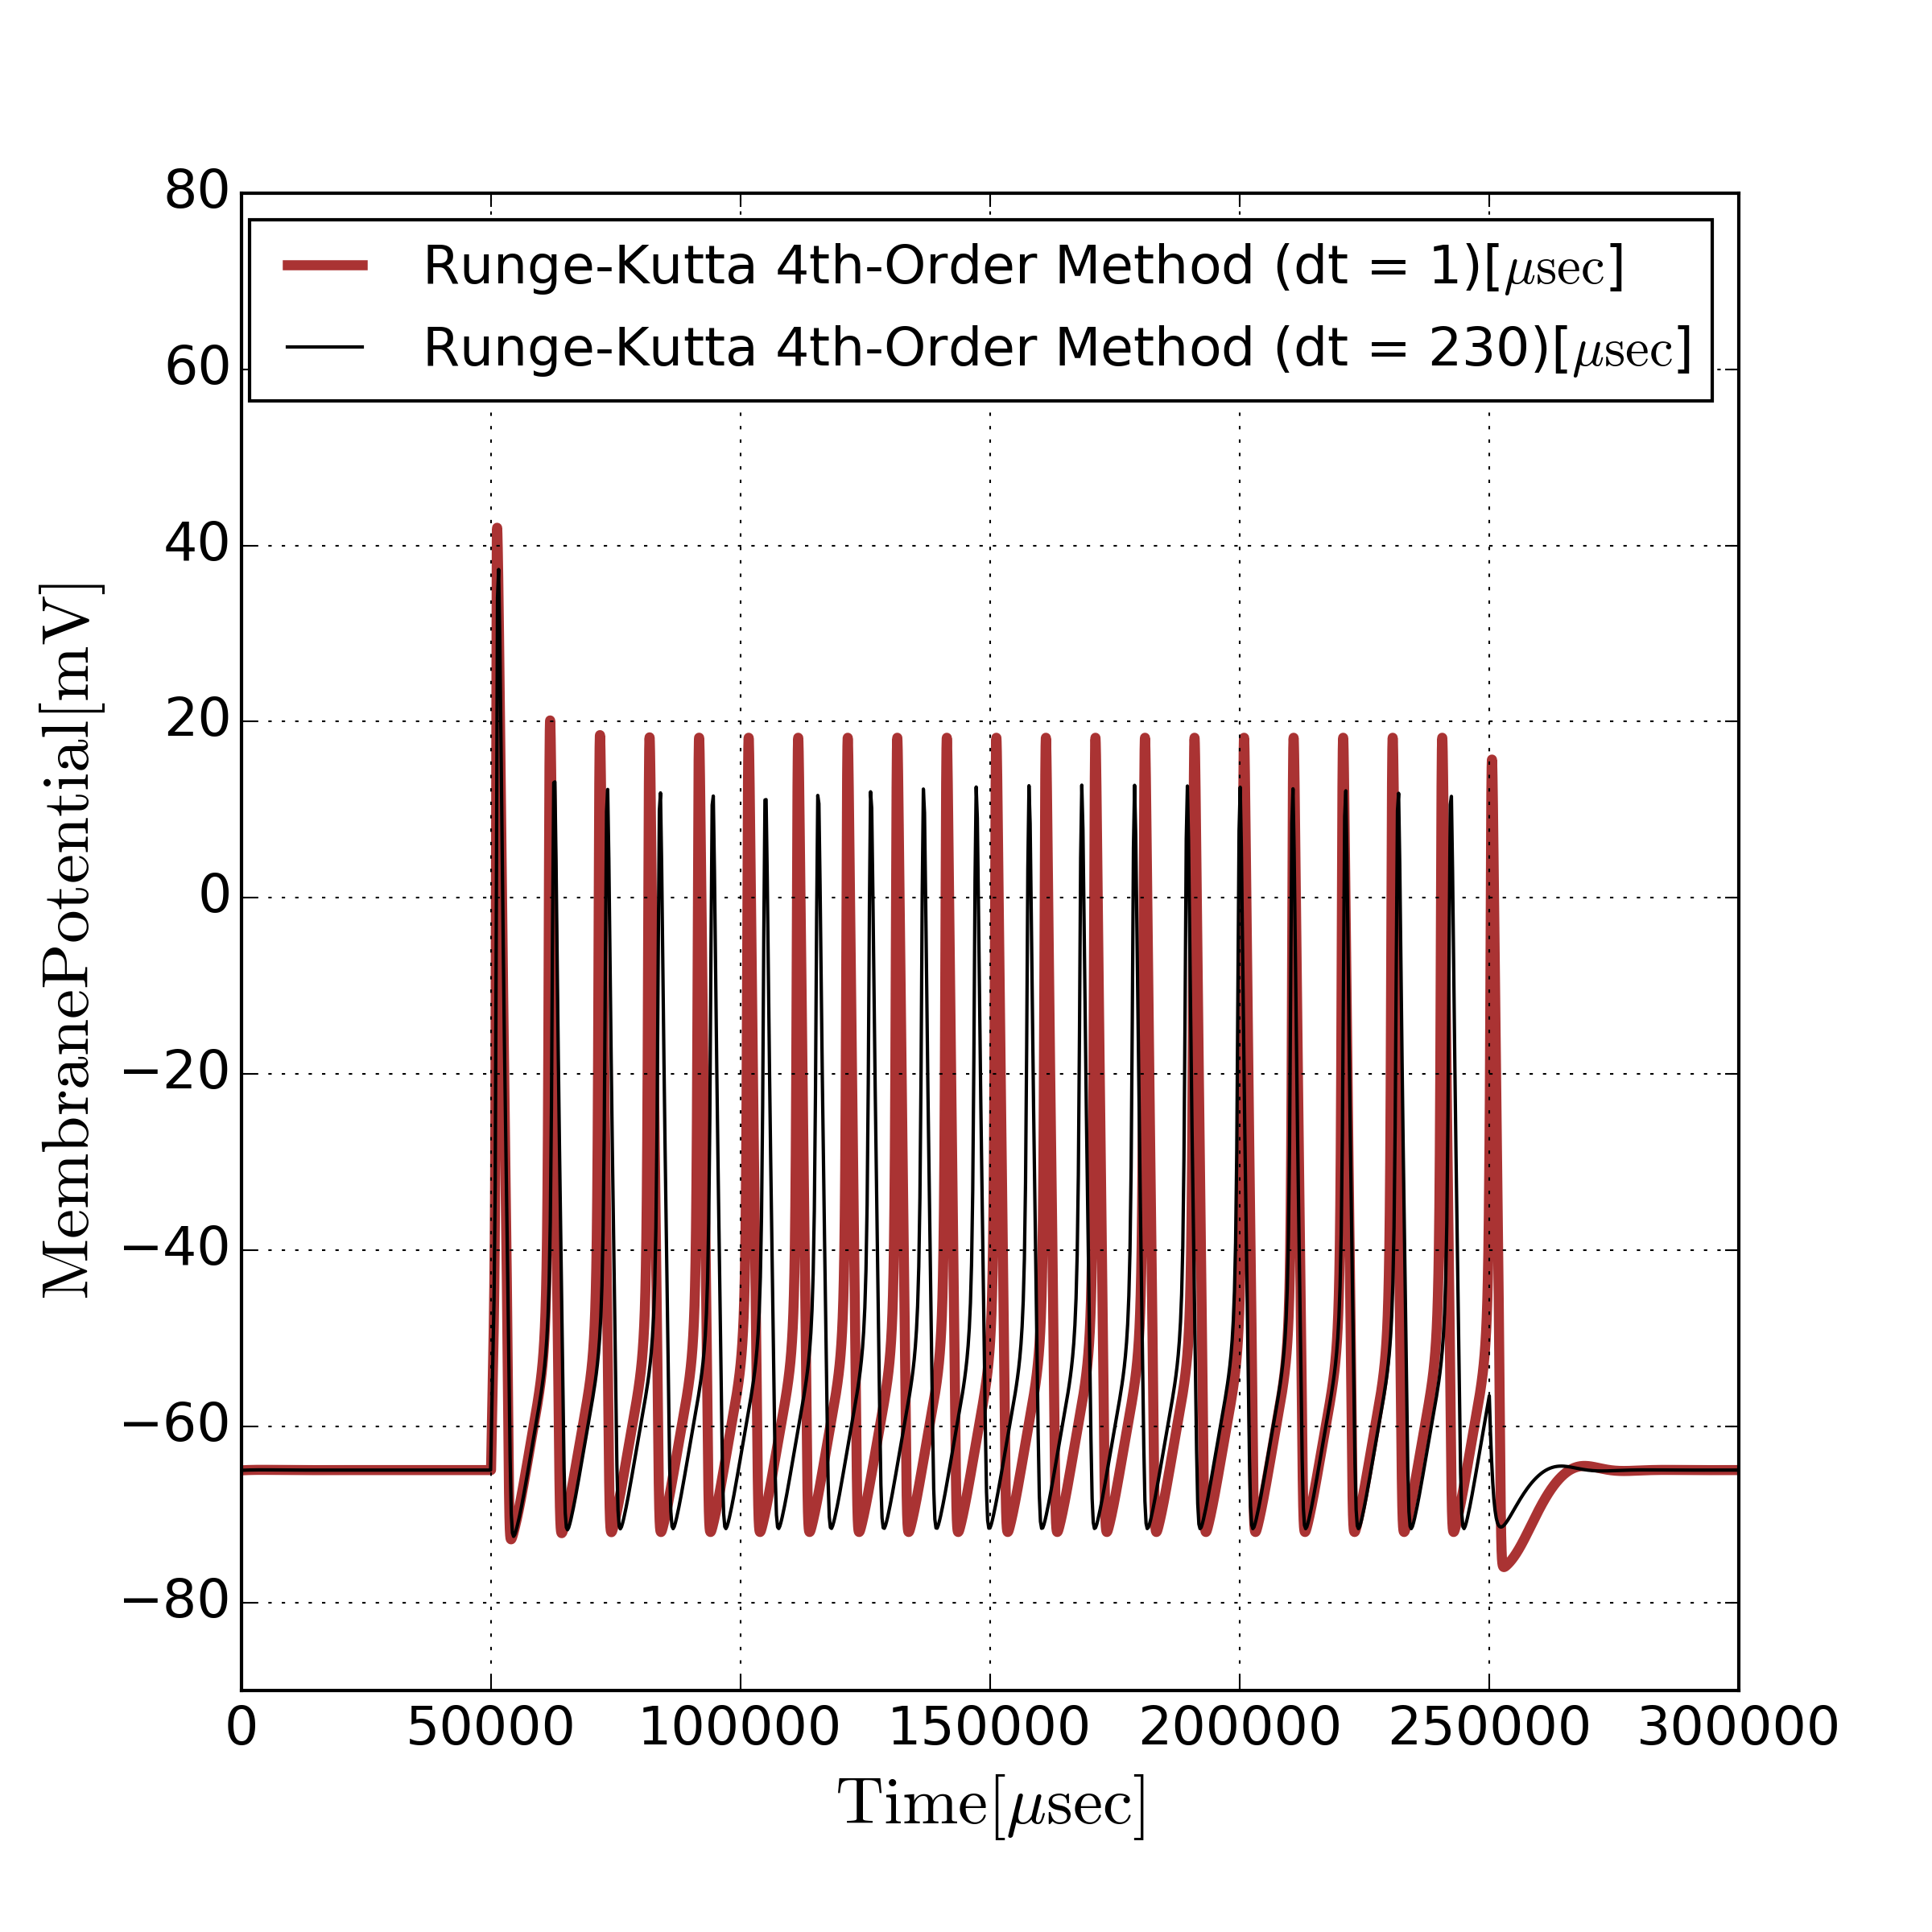 Runge-Kutta 4th-Order Method (dt = 1)[μsec]
Runge-Kutta 4th-Order Method (dt = 230)[μsec]
80
60
40
20
0
−20
−40
−60
−80
MembranePotential[mV]
0 50000 100000 150000 200000 250000 300000
Time[μsec]